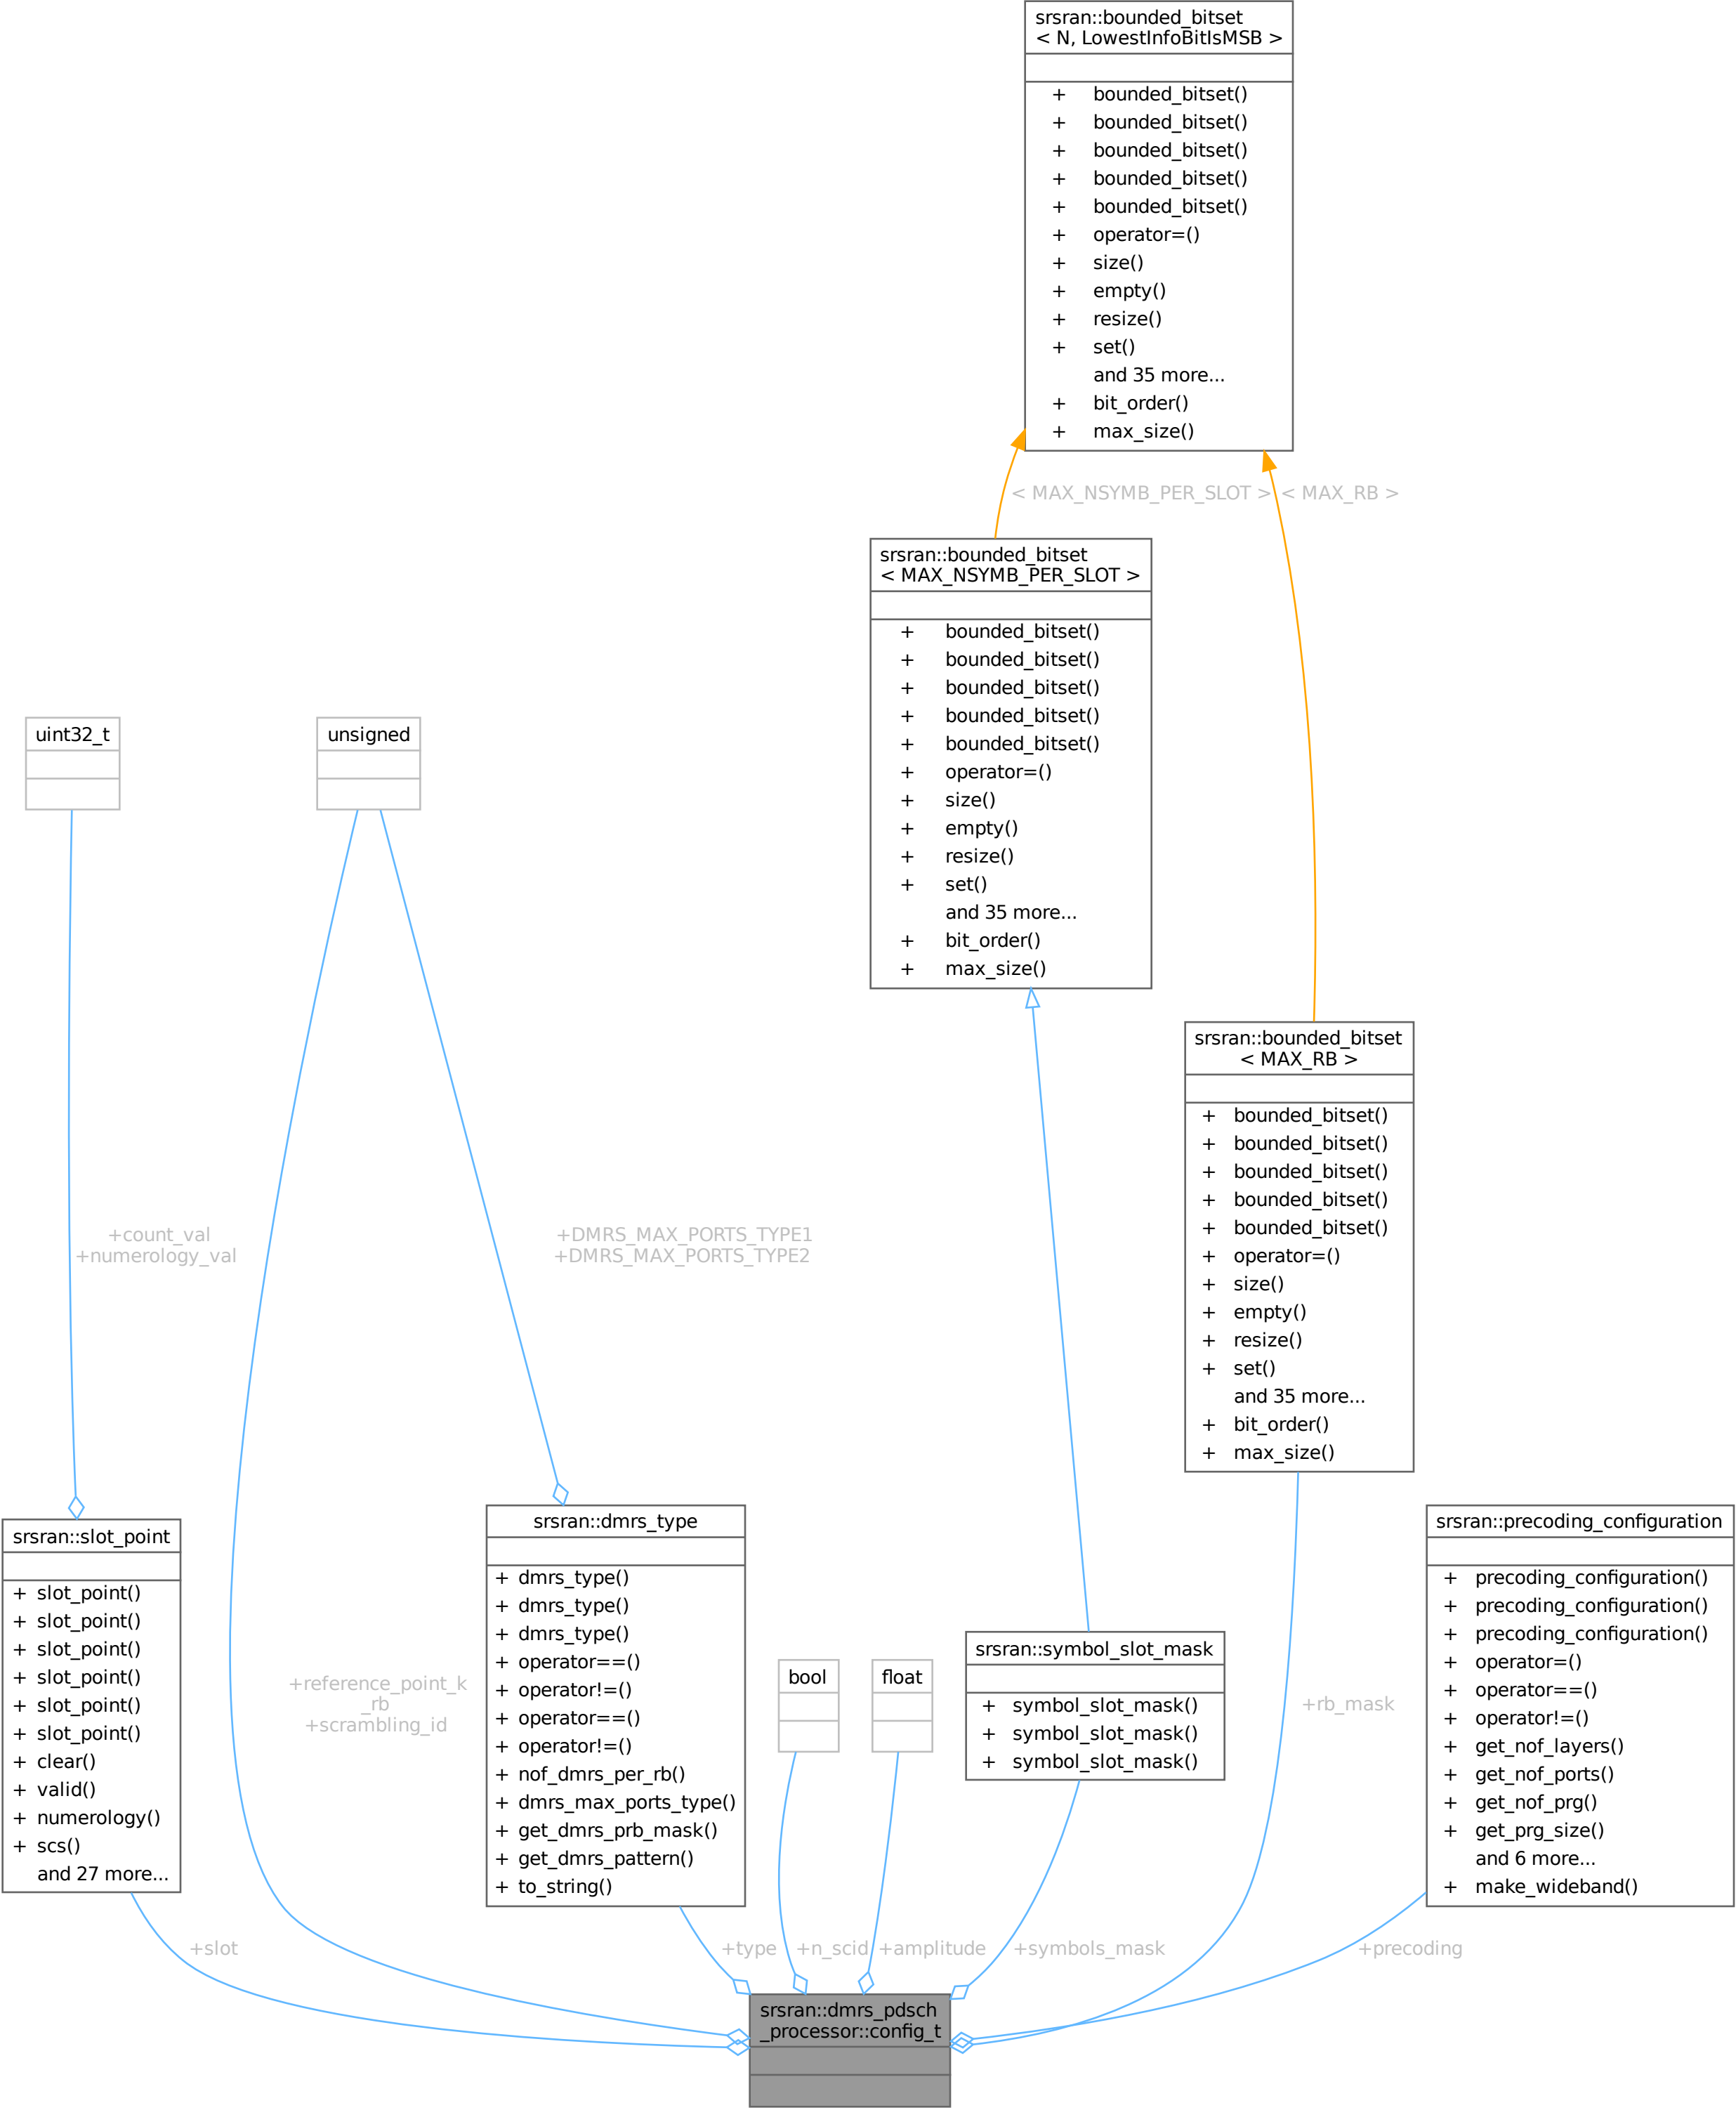 srsran::bounded_bitset
< N, LowestInfoBitIsMSB >
+ bounded_bitset()
+ bounded_bitset()
+ bounded_bitset()
+ bounded_bitset()
+ bounded_bitset()
+ operator=()
+ size()
+ empty()
+ resize()
+ set()
and 35 more...
+ bit_order()
+ max_size()
< MAX_NSYMB_PER_SLOT >
< MAX_RB >
srsran::bounded_bitset
< MAX_NSYMB_PER_SLOT >
+ bounded_bitset()
+ bounded_bitset()
+ bounded_bitset()
+ bounded_bitset()
+ bounded_bitset()
+ operator=()
+ size()
+ empty()
+ resize()
+ set()
and 35 more...
+ bit_order()
+ max_size()
uint32_t
unsigned
srsran::bounded_bitset
< MAX_RB >
+ bounded_bitset()
+ bounded_bitset()
+ bounded_bitset()
+ bounded_bitset()
+ bounded_bitset()
+ operator=()
+ size()
+ empty()
+ resize()
+ set()
and 35 more...
+ bit_order()
+ max_size()
+count_val
+numerology_val
+DMRS_MAX_PORTS_TYPE1
+DMRS_MAX_PORTS_TYPE2
srsran::slot_point
+ slot_point()
+ slot_point()
+ slot_point()
+ slot_point()
+ slot_point()
+ slot_point()
+ clear()
+ valid()
+ numerology()
+ scs()
and 27 more...
+reference_point_k
_rb
+scrambling_id
srsran::dmrs_type
+ dmrs_type()
+ dmrs_type()
+ dmrs_type()
+ operator==()
+ operator!=()
+ operator==()
+ operator!=()
+ nof_dmrs_per_rb()
+ dmrs_max_ports_type()
+ get_dmrs_prb_mask()
+ get_dmrs_pattern()
+ to_string()
bool
float
srsran::symbol_slot_mask
+ symbol_slot_mask()
+ symbol_slot_mask()
+ symbol_slot_mask()
+rb_mask
srsran::precoding_configuration
+ precoding_configuration()
+ precoding_configuration()
+ precoding_configuration()
+ operator=()
+ operator==()
+ operator!=()
+ get_nof_layers()
+ get_nof_ports()
+ get_nof_prg()
+ get_prg_size()
and 6 more...
+ make_wideband()
+slot
+type
+n_scid
+amplitude
+symbols_mask
+precoding
srsran::dmrs_pdsch
_processor::config_t